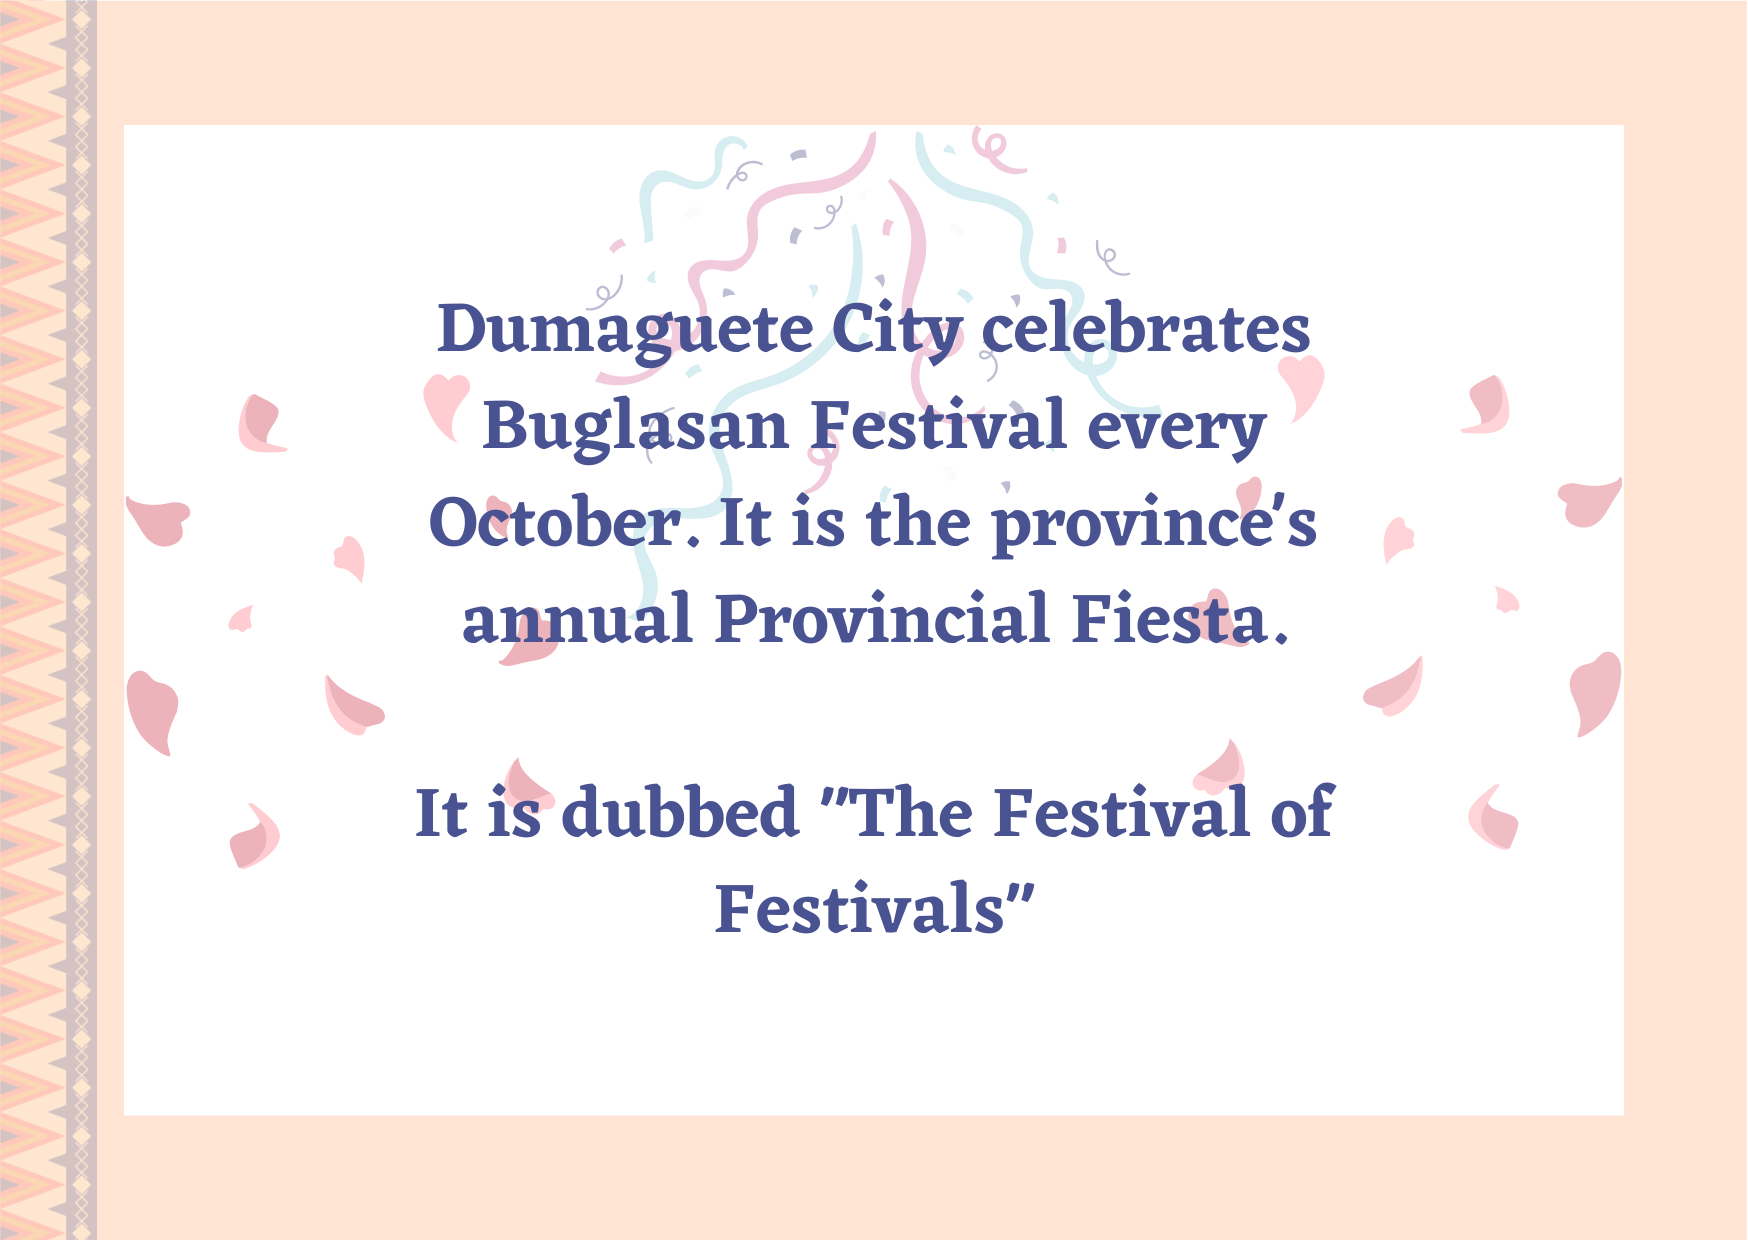 Dumaguete City celebrates
Buglasan Festival every
October. It is the province's
annual Provincial Fiesta.
It is dubbed "The Festival of
Festivals"